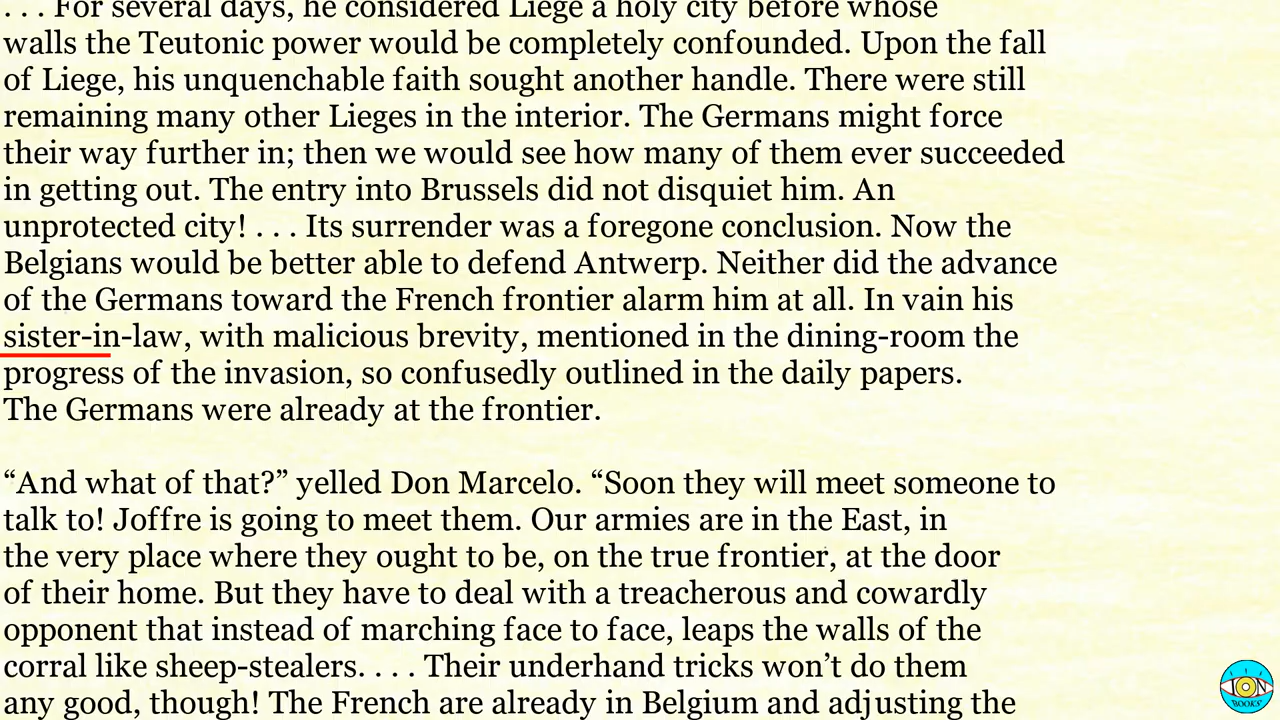 . . . For several days, he considered Liege a holy city before whose
walls the Teutonic power would be completely confounded. Upon the fall
of Liege, his unquenchable faith sought another handle. There were still
remaining many other Lieges in the interior. The Germans might force
their way further in; then we would see how many of them ever succeeded
in getting out. The entry into Brussels did not disquiet him. An
unprotected city! . . . Its surrender was a foregone conclusion. Now the
Belgians would be better able to defend Antwerp. Neither did the advance
of the Germans toward the French frontier alarm him at all. In vain his
sister-in-law, with malicious brevity, mentioned in the dining-room the
progress of the invasion, so confusedly outlined in the daily papers.
The Germans were already at the frontier.
“And what of that?” yelled Don Marcelo. “Soon they will meet someone to
talk to! Joffre is going to meet them. Our armies are in the East, in
the very place where they ought to be, on the true frontier, at the door
of their home. But they have to deal with a treacherous and cowardly
opponent that instead of marching face to face, leaps the walls of the
corral like sheep-stealers. . . . Their underhand tricks won’t do them
any good, though! The French are already in Belgium and adjusting the
ION
BOOKS